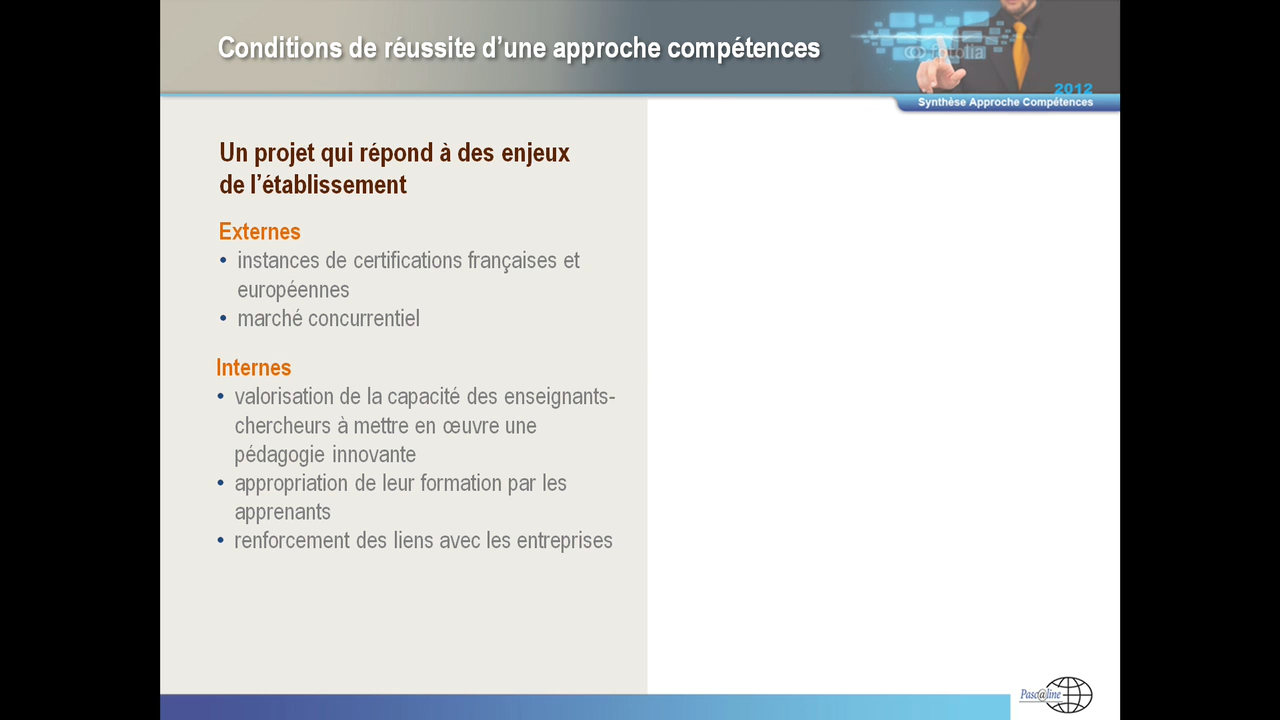 Conditions de réussite d’une approche compétences
fotolia
2012
Synthèse Approche Compétences
Un projet qui répond à des enjeux
de l’établissement
Externes
• instances de certifications françaises et
européennes
• marché concurrentiel
Internes
• valorisation de la capacité des enseignants-
chercheurs à mettre en œuvre une
pédagogie innovante
• appropriation de leur formation par les
apprenants
• renforcement des liens avec les entreprises
Pasc@line